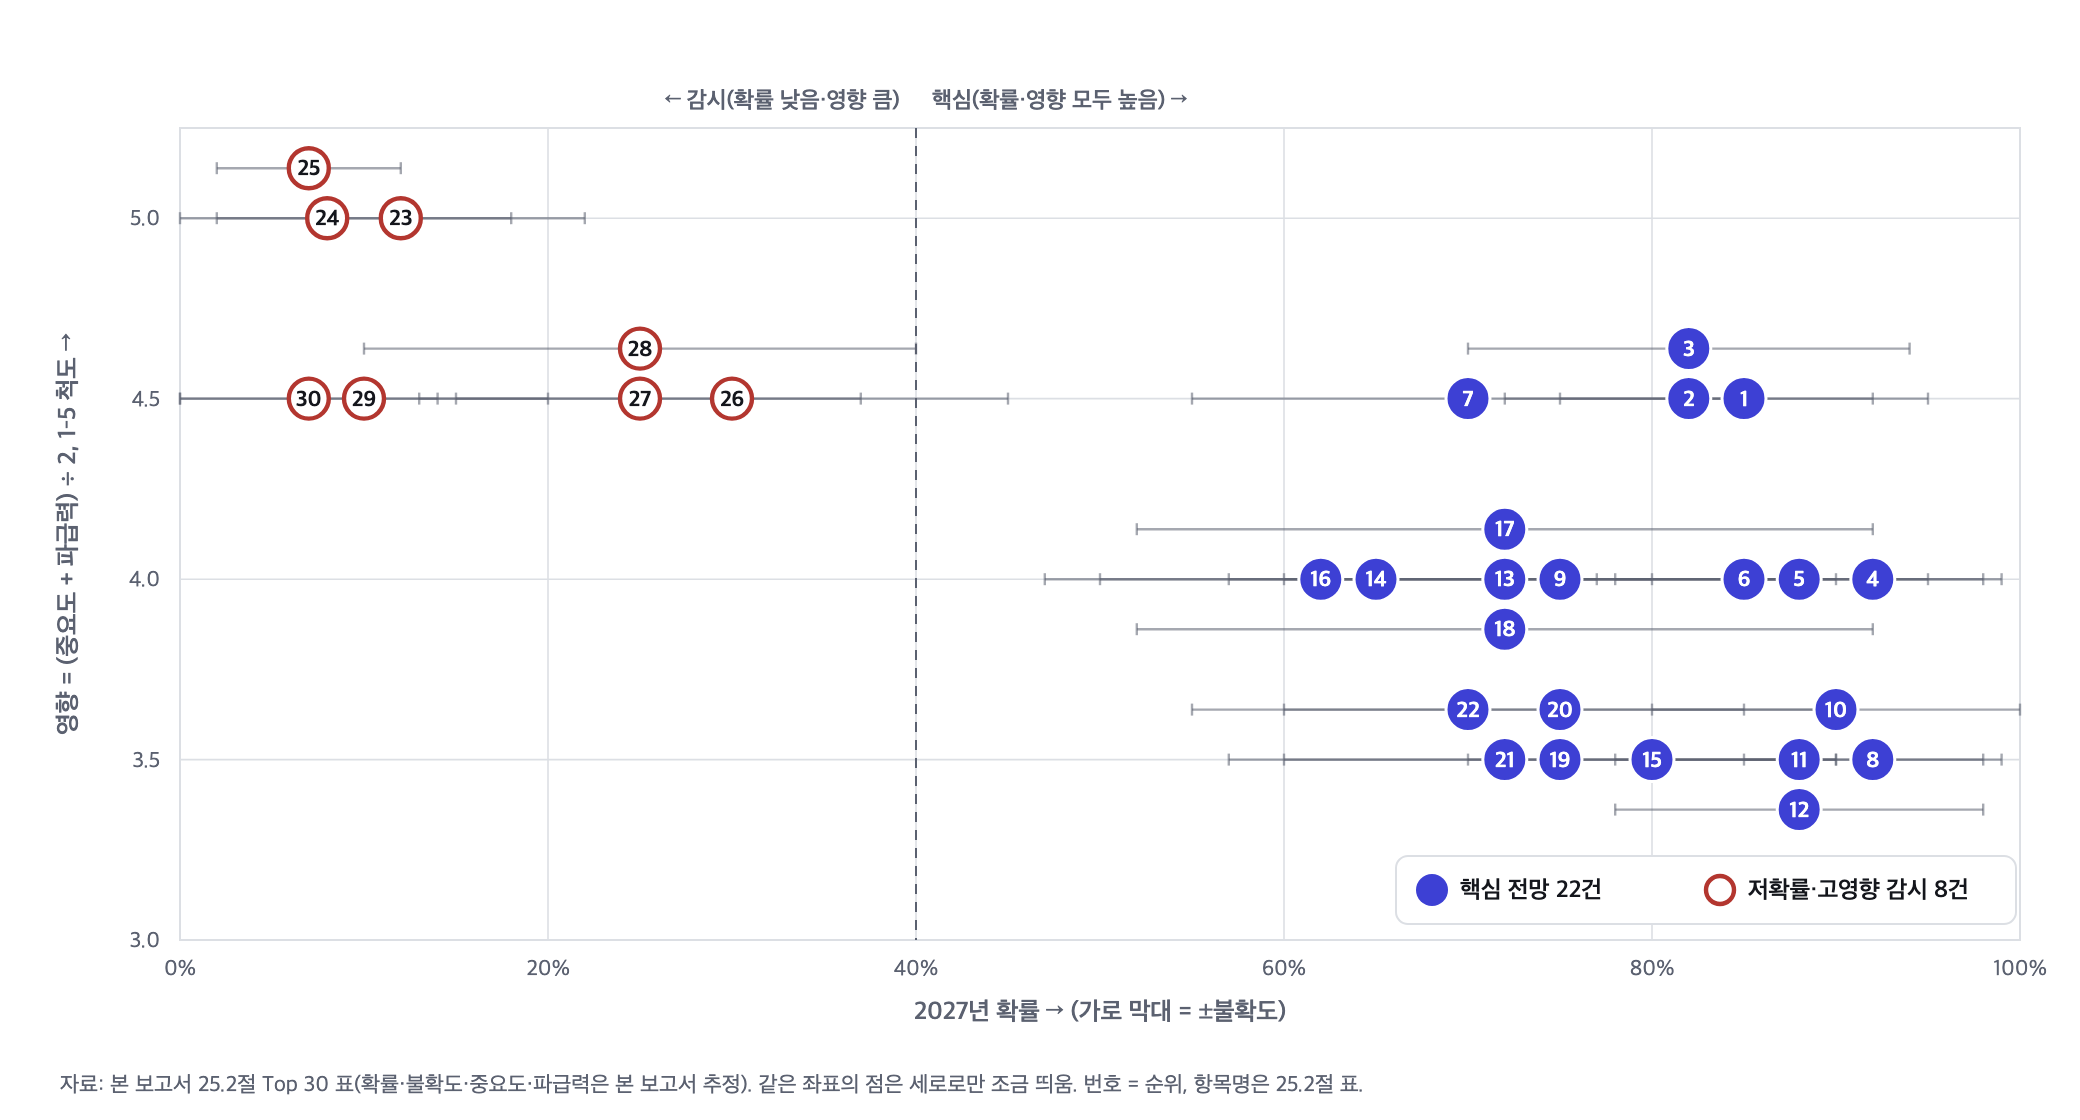 ← 감시(확률 낮음·영향 큼) 핵심(확률·영향 모두 높음) →
25
5.0 24 23
28 3
4.5 30 29 27 26 7 2 1
17
4.0 16 14 13 9 6 5 4
18
22 20 10
3.5 21 19 15 11 8
12
핵심 전망 22건 저확률·고영향 감시 8건
3.0
영향 = (중요도 + 파급력) ÷ 2, 1-5 척도 →
0% 20% 40% 60% 80% 100%
2027년 확률 → (가로 막대 = ±불확도)
자료: 본 보고서 25.2절 Top 30 표(확률·불확도·중요도·파급력은 본 보고서 추정). 같은 좌표의 점은 세로로만 조금 띄움. 번호 = 순위, 항목명은 25.2절 표.